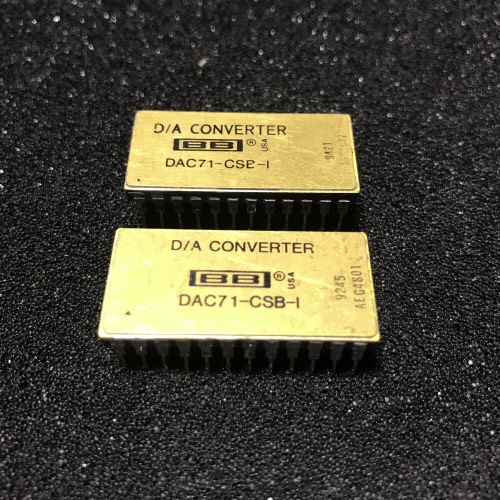 D/A CONVERTER
BB ® USA
DAC71-CSB-I
9421
D/A CONVERTER
BB ® USA
DAC71-CSB-I
9245
AEG4801